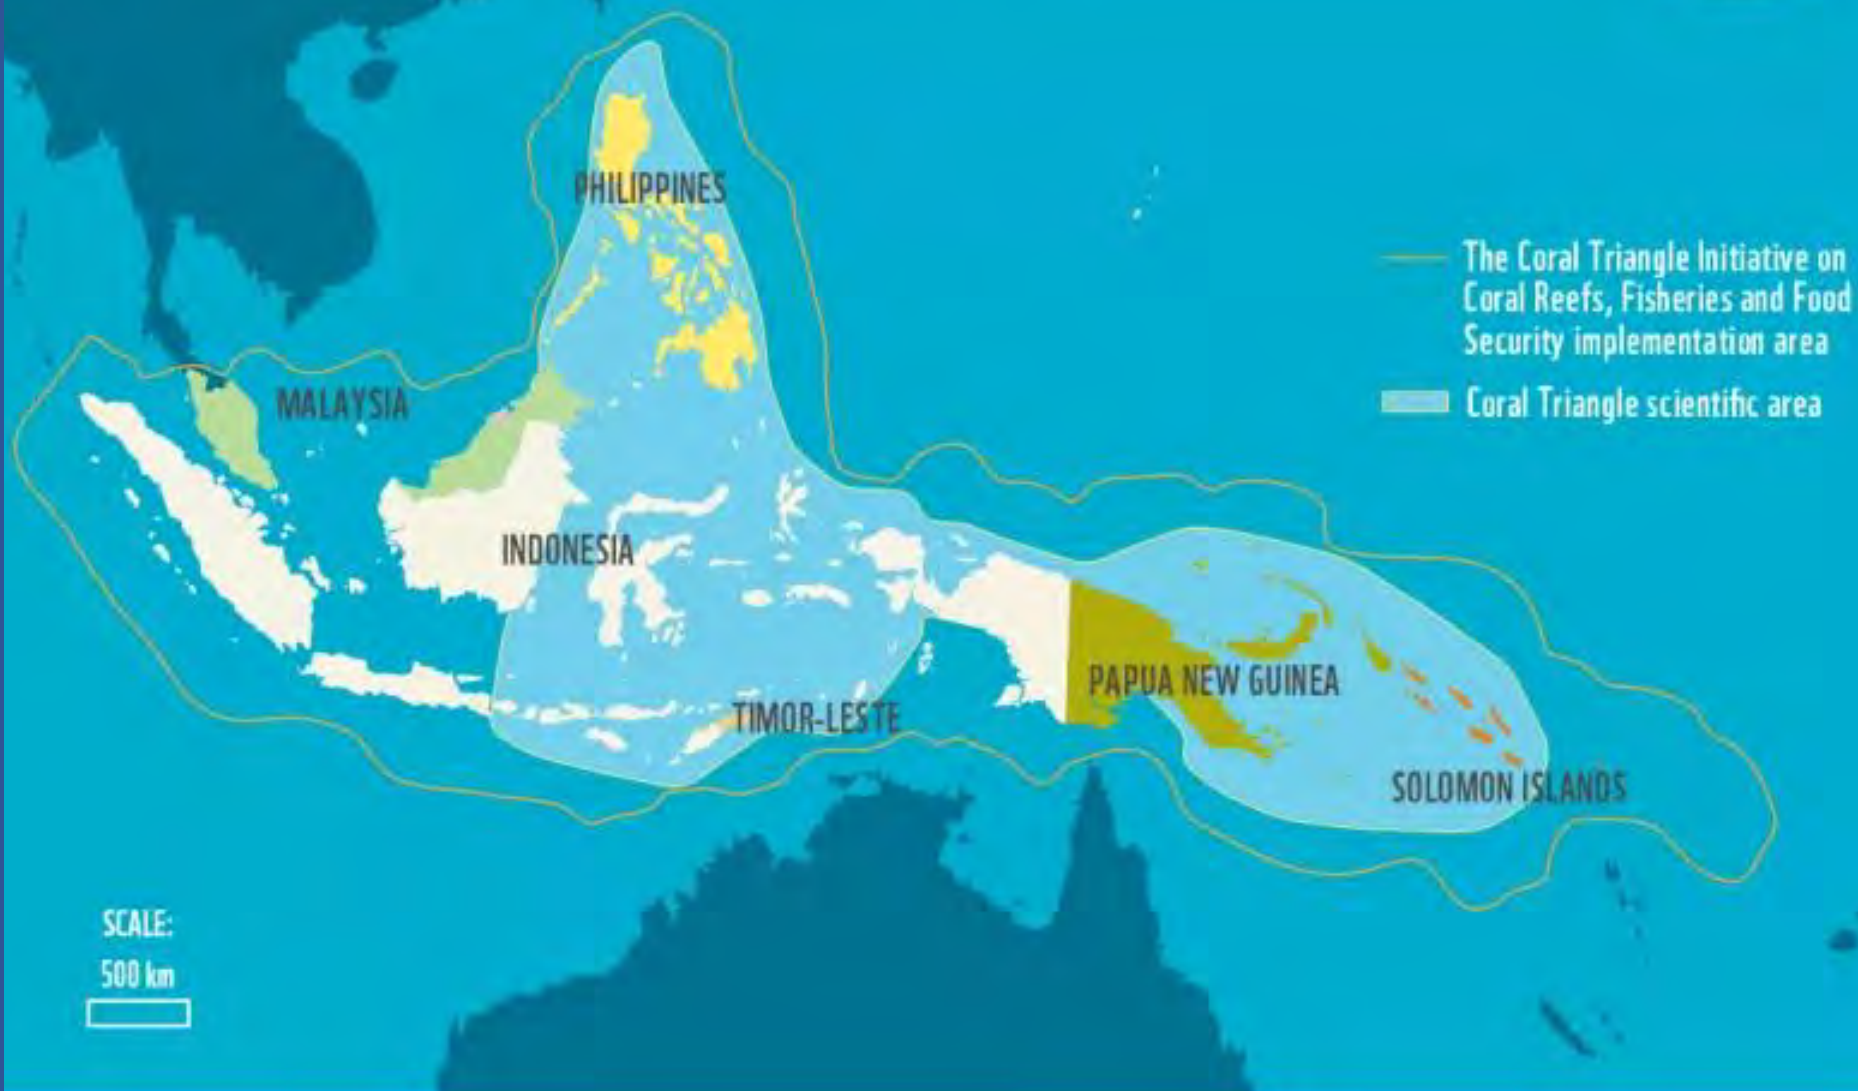 PHILIPPINES
MALAYSIA
INDONESIA
TIMOR-LESTE
PAPUA NEW GUINEA
SOLOMON ISLANDS
The Coral Triangle Initiative on
Coral Reefs, Fisheries and Food
Security implementation area
Coral Triangle scientific area
SCALE:
500 km